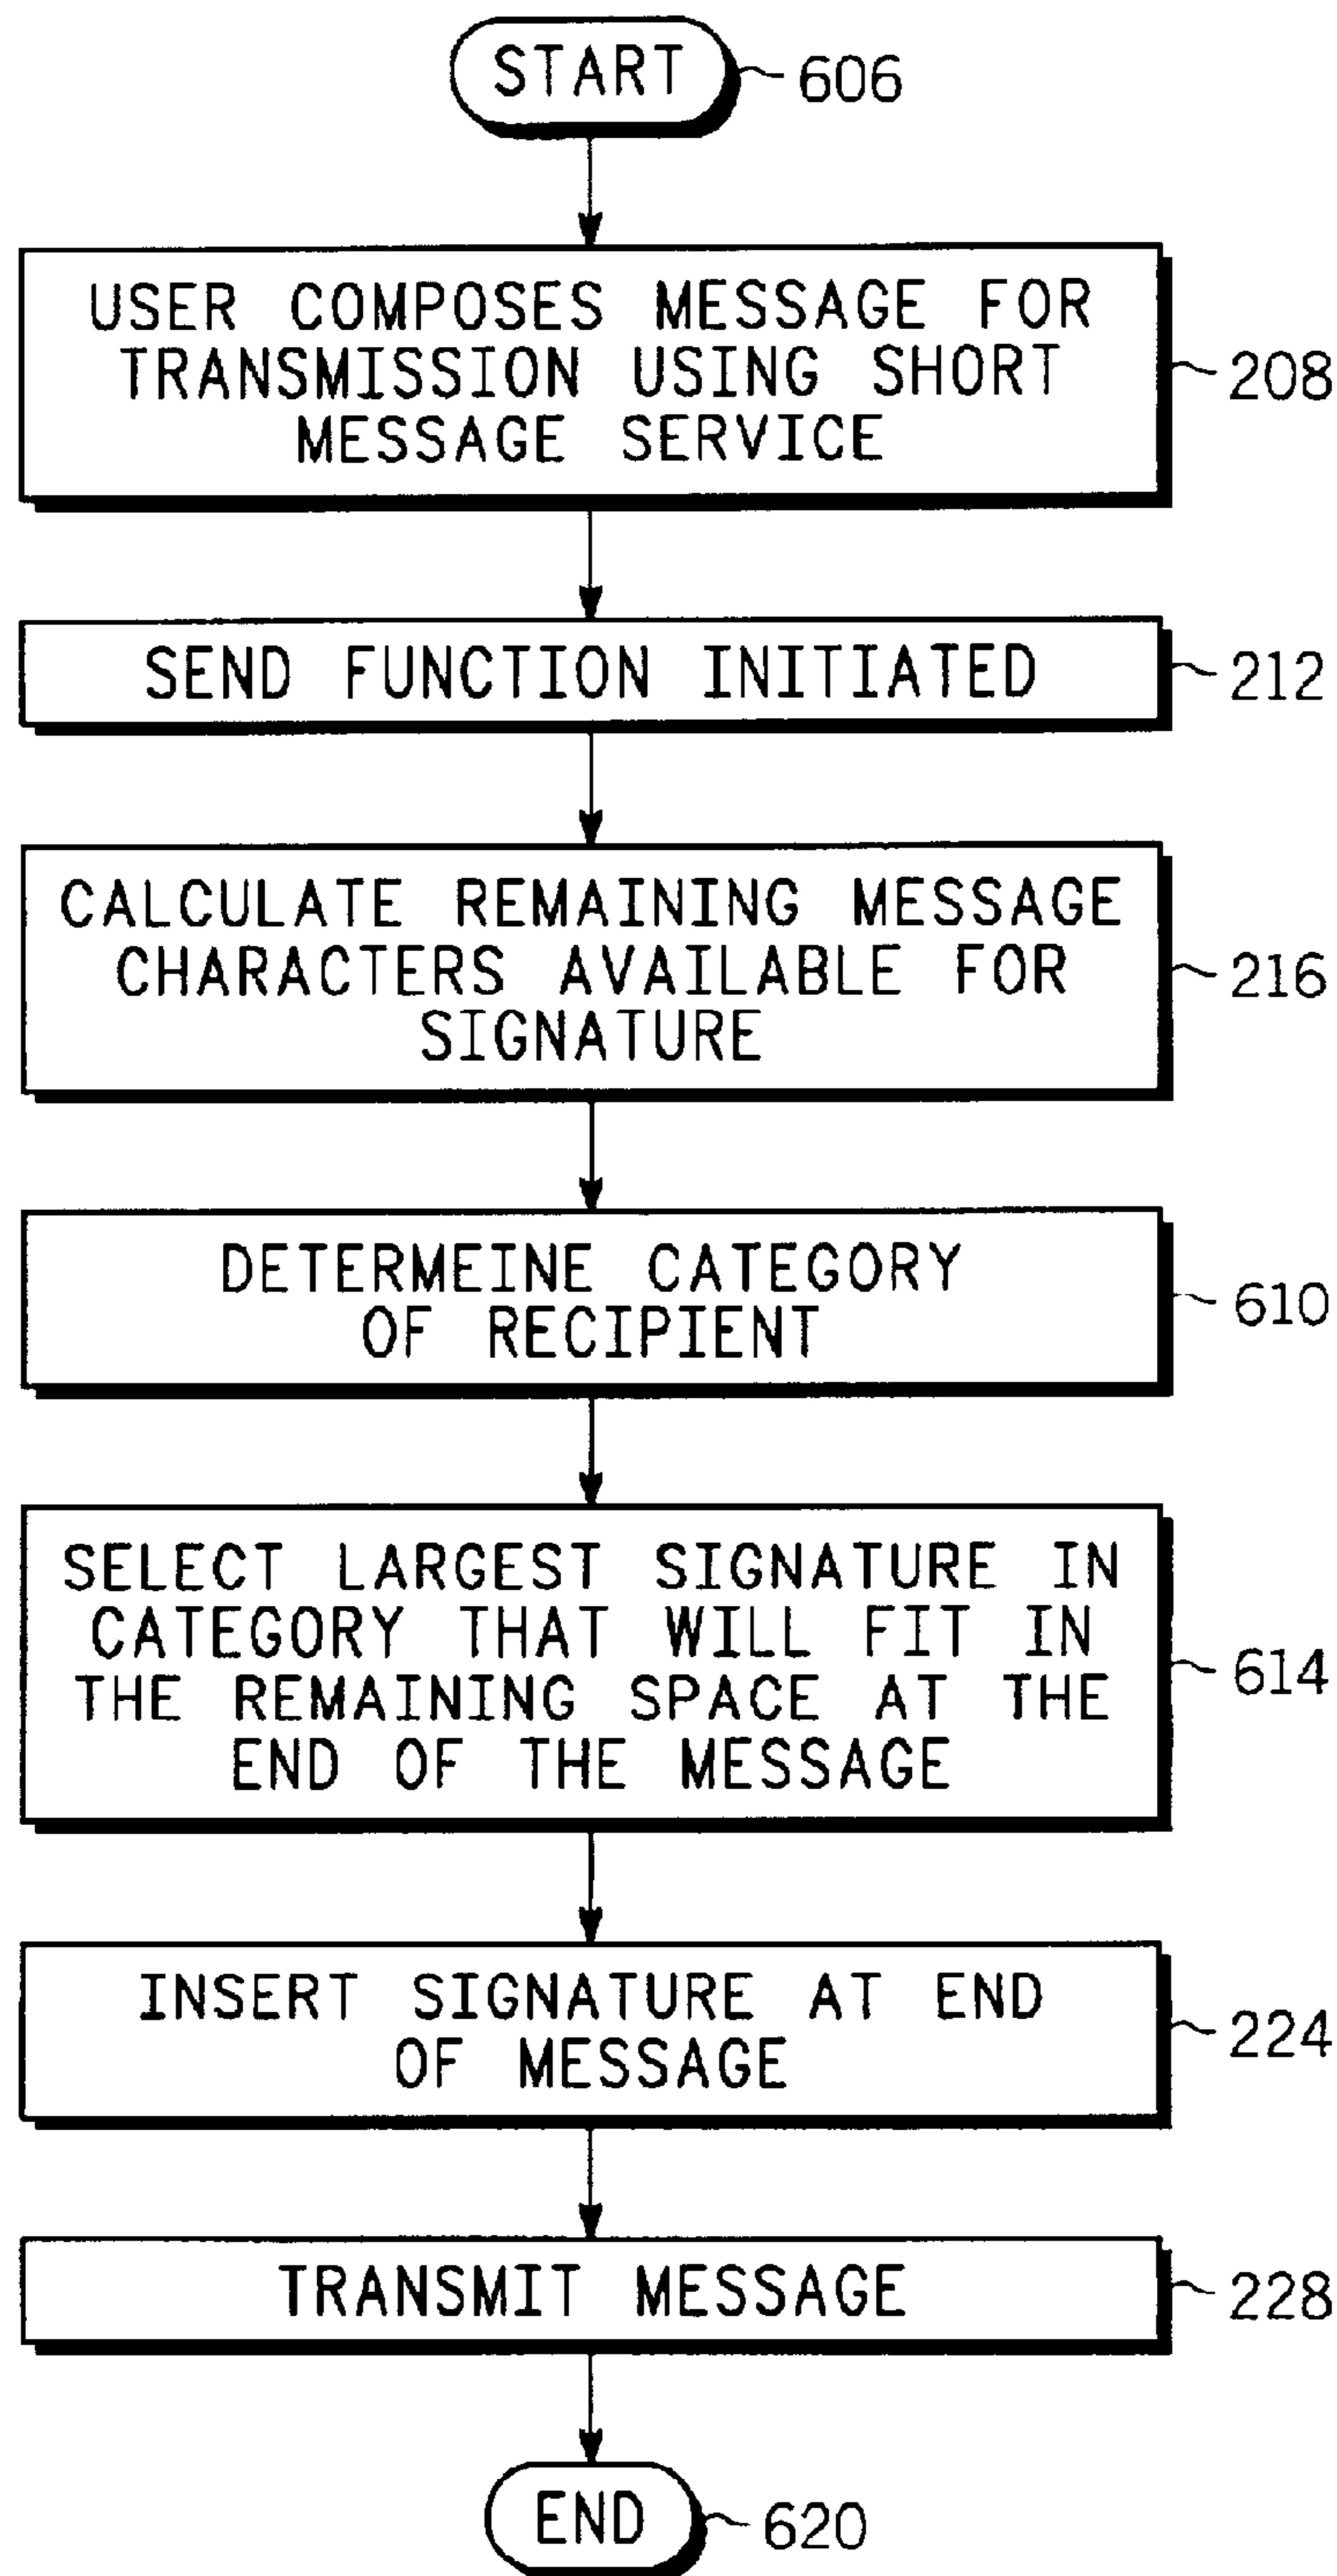 START
606
USER COMPOSES MESSAGE FOR
TRANSMISSION USING SHORT
MESSAGE SERVICE
208
SEND FUNCTION INITIATED
212
CALCULATE REMAINING MESSAGE
CHARACTERS AVAILABLE FOR
SIGNATURE
216
DETERMEINE CATEGORY
OF RECIPIENT
610
SELECT LARGEST SIGNATURE IN
CATEGORY THAT WILL FIT IN
THE REMAINING SPACE AT THE
END OF THE MESSAGE
614
INSERT SIGNATURE AT END
OF MESSAGE
224
TRANSMIT MESSAGE
228
END
620